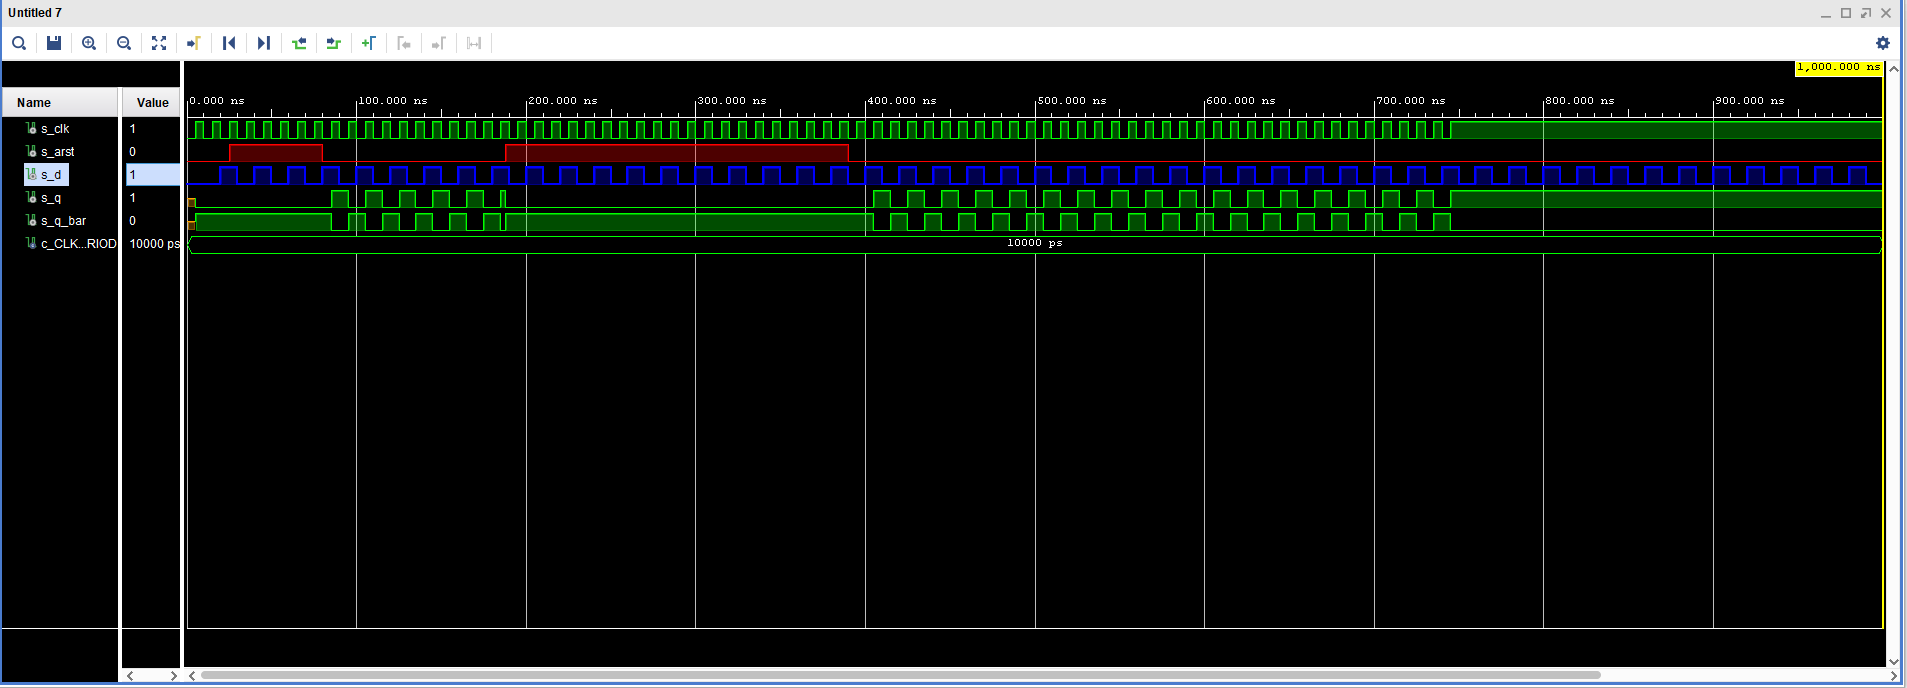 Untitled 7
1,000.000 ns
Name Value
0.000 ns 100.000 ns 200.000 ns 300.000 ns 400.000 ns 500.000 ns 600.000 ns 700.000 ns 800.000 ns 900.000 ns
s_clk 1
s_arst 0
s_d 1
s_q 1
s_q_bar 0
c_CLK...RIOD 10000 ps 10000 ps